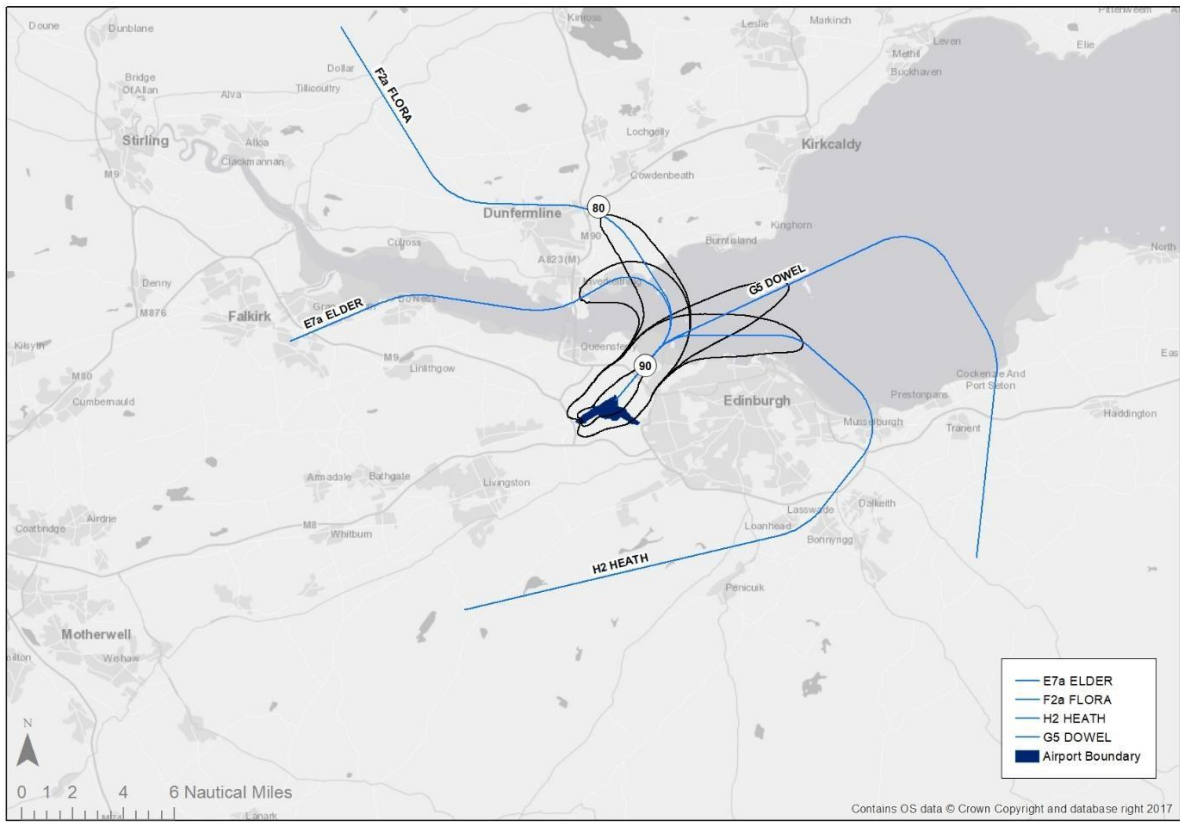 Doune
Dunblane
Kinross
Leslie
Markinch
Pittenweem
Leven
Elie
Methil
Buckhaven
Dollar
Tillicoultry
Bridge
Of Allan
Alva
F2a FLORA
Stirling
Alloa
Clackmannan
M9
Lochgelly
Kirkcaldy
Cowdenbeath
80
Dunfermline
M90
Kinghorn
Burntisland
Culross
A823(M)
North
Denny
Inverkeithing
G5 DOWEL
M876
Falkirk
E7a ELDER
Kilsyth
Linlithgow
M9
90
M80
Cumbernauld
Edinburgh
Cockenzie And
Port Seton
Prestonpans
Musselburgh
Tranent
Haddington
Armadale
Bathgate
Livingston
Coatbridge
Airdrie
M8
Whitburn
Dalkeith
Lasswade
Loanhead
Bonnyrigg
H2 HEATH
Penicuik
Motherwell
Wishaw
E7a ELDER
F2a FLORA
H2 HEATH
G5 DOWEL
Airport Boundary
N
0 1 2 4 6 Nautical Miles
Lanark
Contains OS data © Crown Copyright and database right 2017